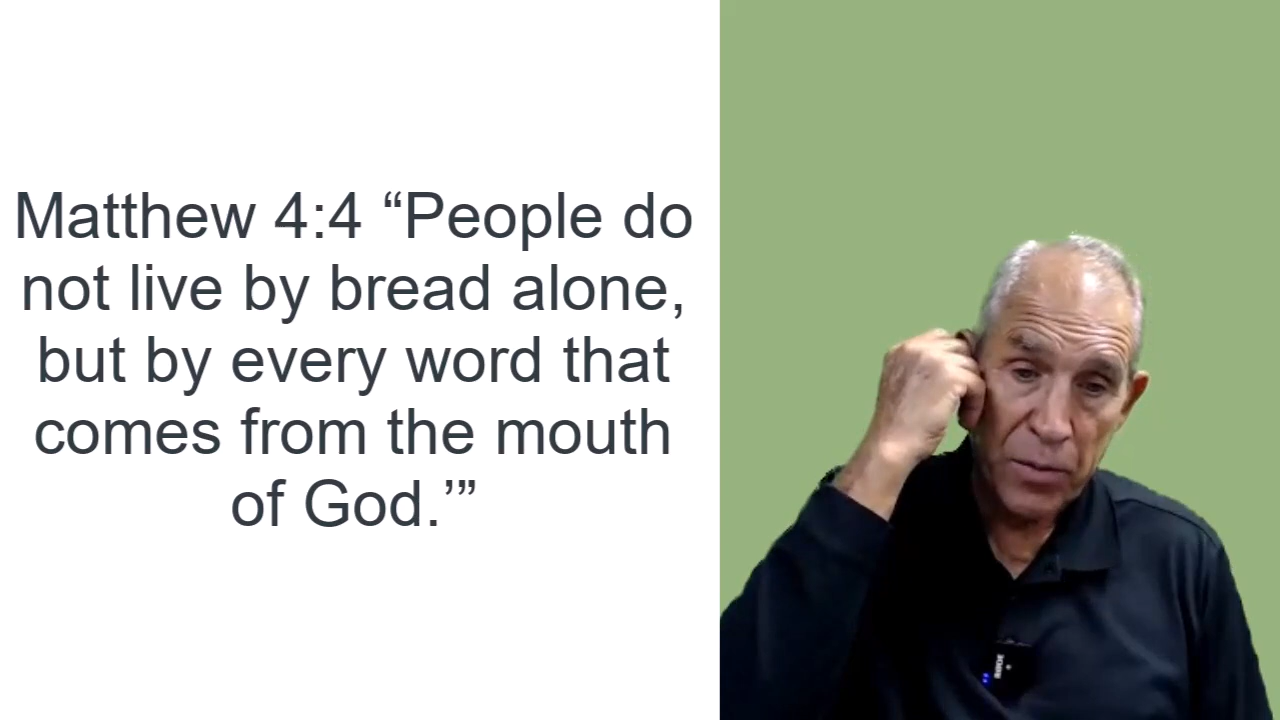 Matthew 4:4 “People do
not live by bread alone,
but by every word that
comes from the mouth
of God.’”
RØDE